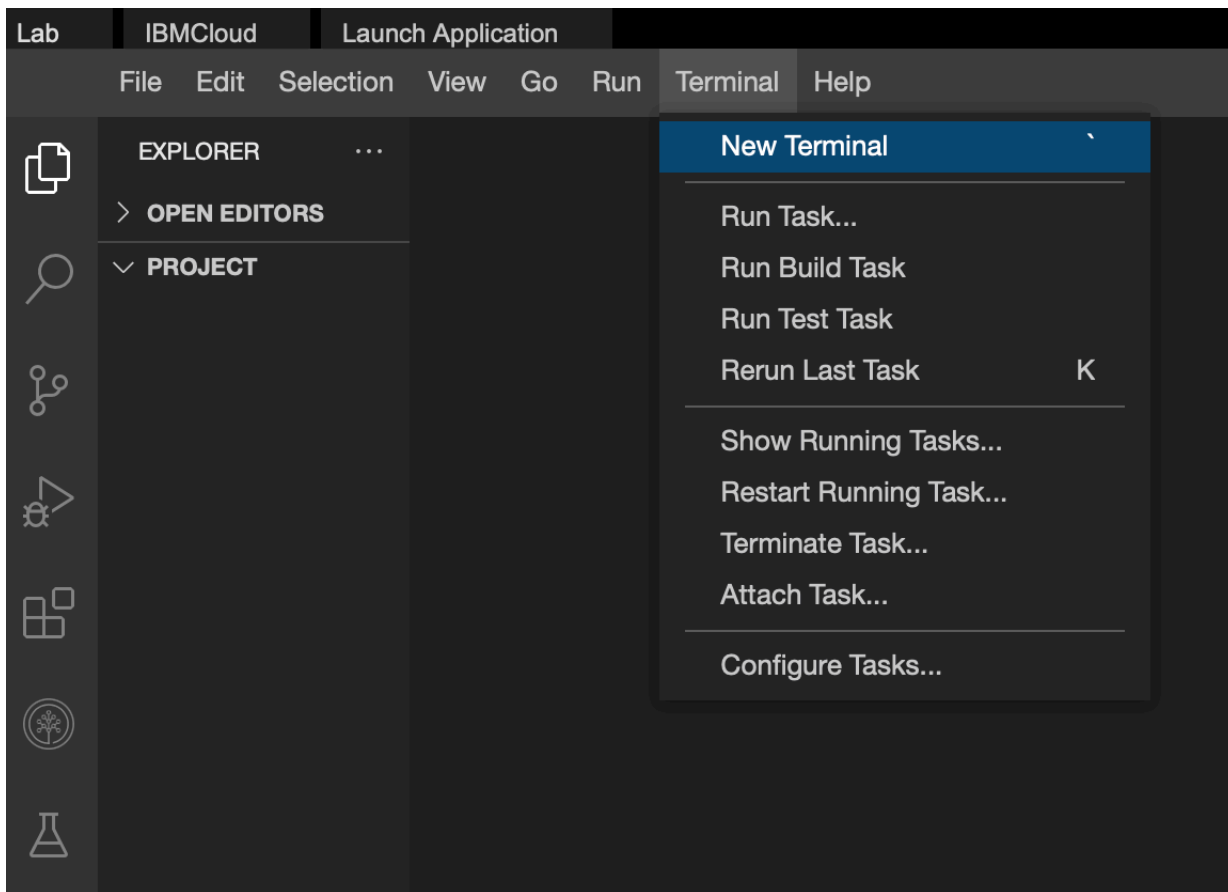 Lab IBMCloud Launch Application
File Edit Selection View Go Run Terminal Help
EXPLORER ...
OPEN EDITORS
PROJECT
New Terminal `
Run Task...
Run Build Task
Run Test Task
Rerun Last Task K
Show Running Tasks...
Restart Running Task...
Terminate Task...
Attach Task...
Configure Tasks...